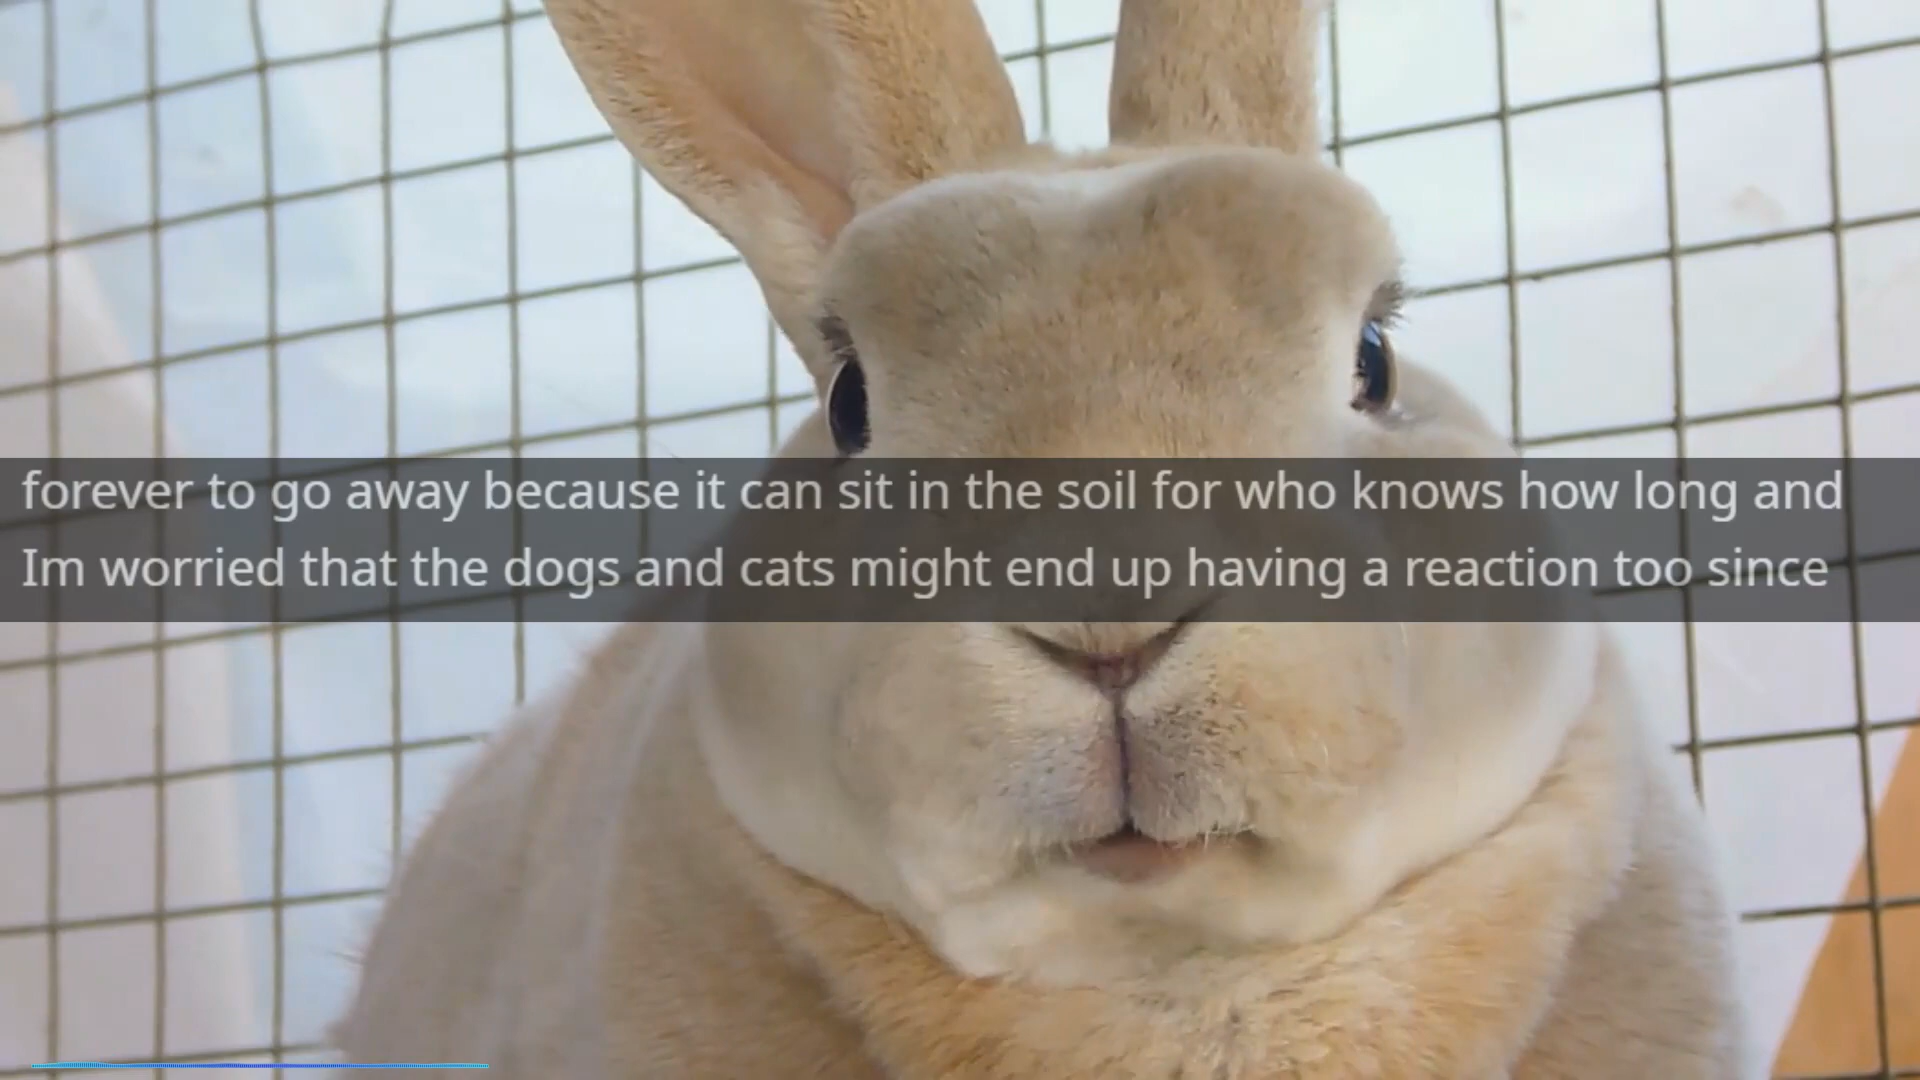 forever to go away because it can sit in the soil for who knows how long and
Im worried that the dogs and cats might end up having a reaction too since